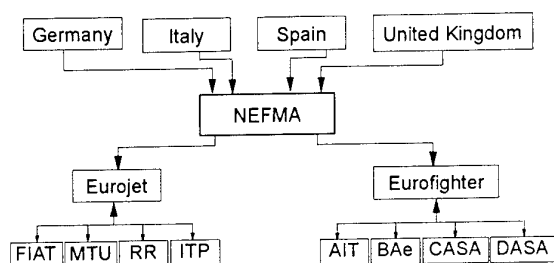 Germany Italy Spain United Kingdom
NEFMA
Eurojet Eurofighter
FIAT MTU RR ITP AIT BAe CASA DASA